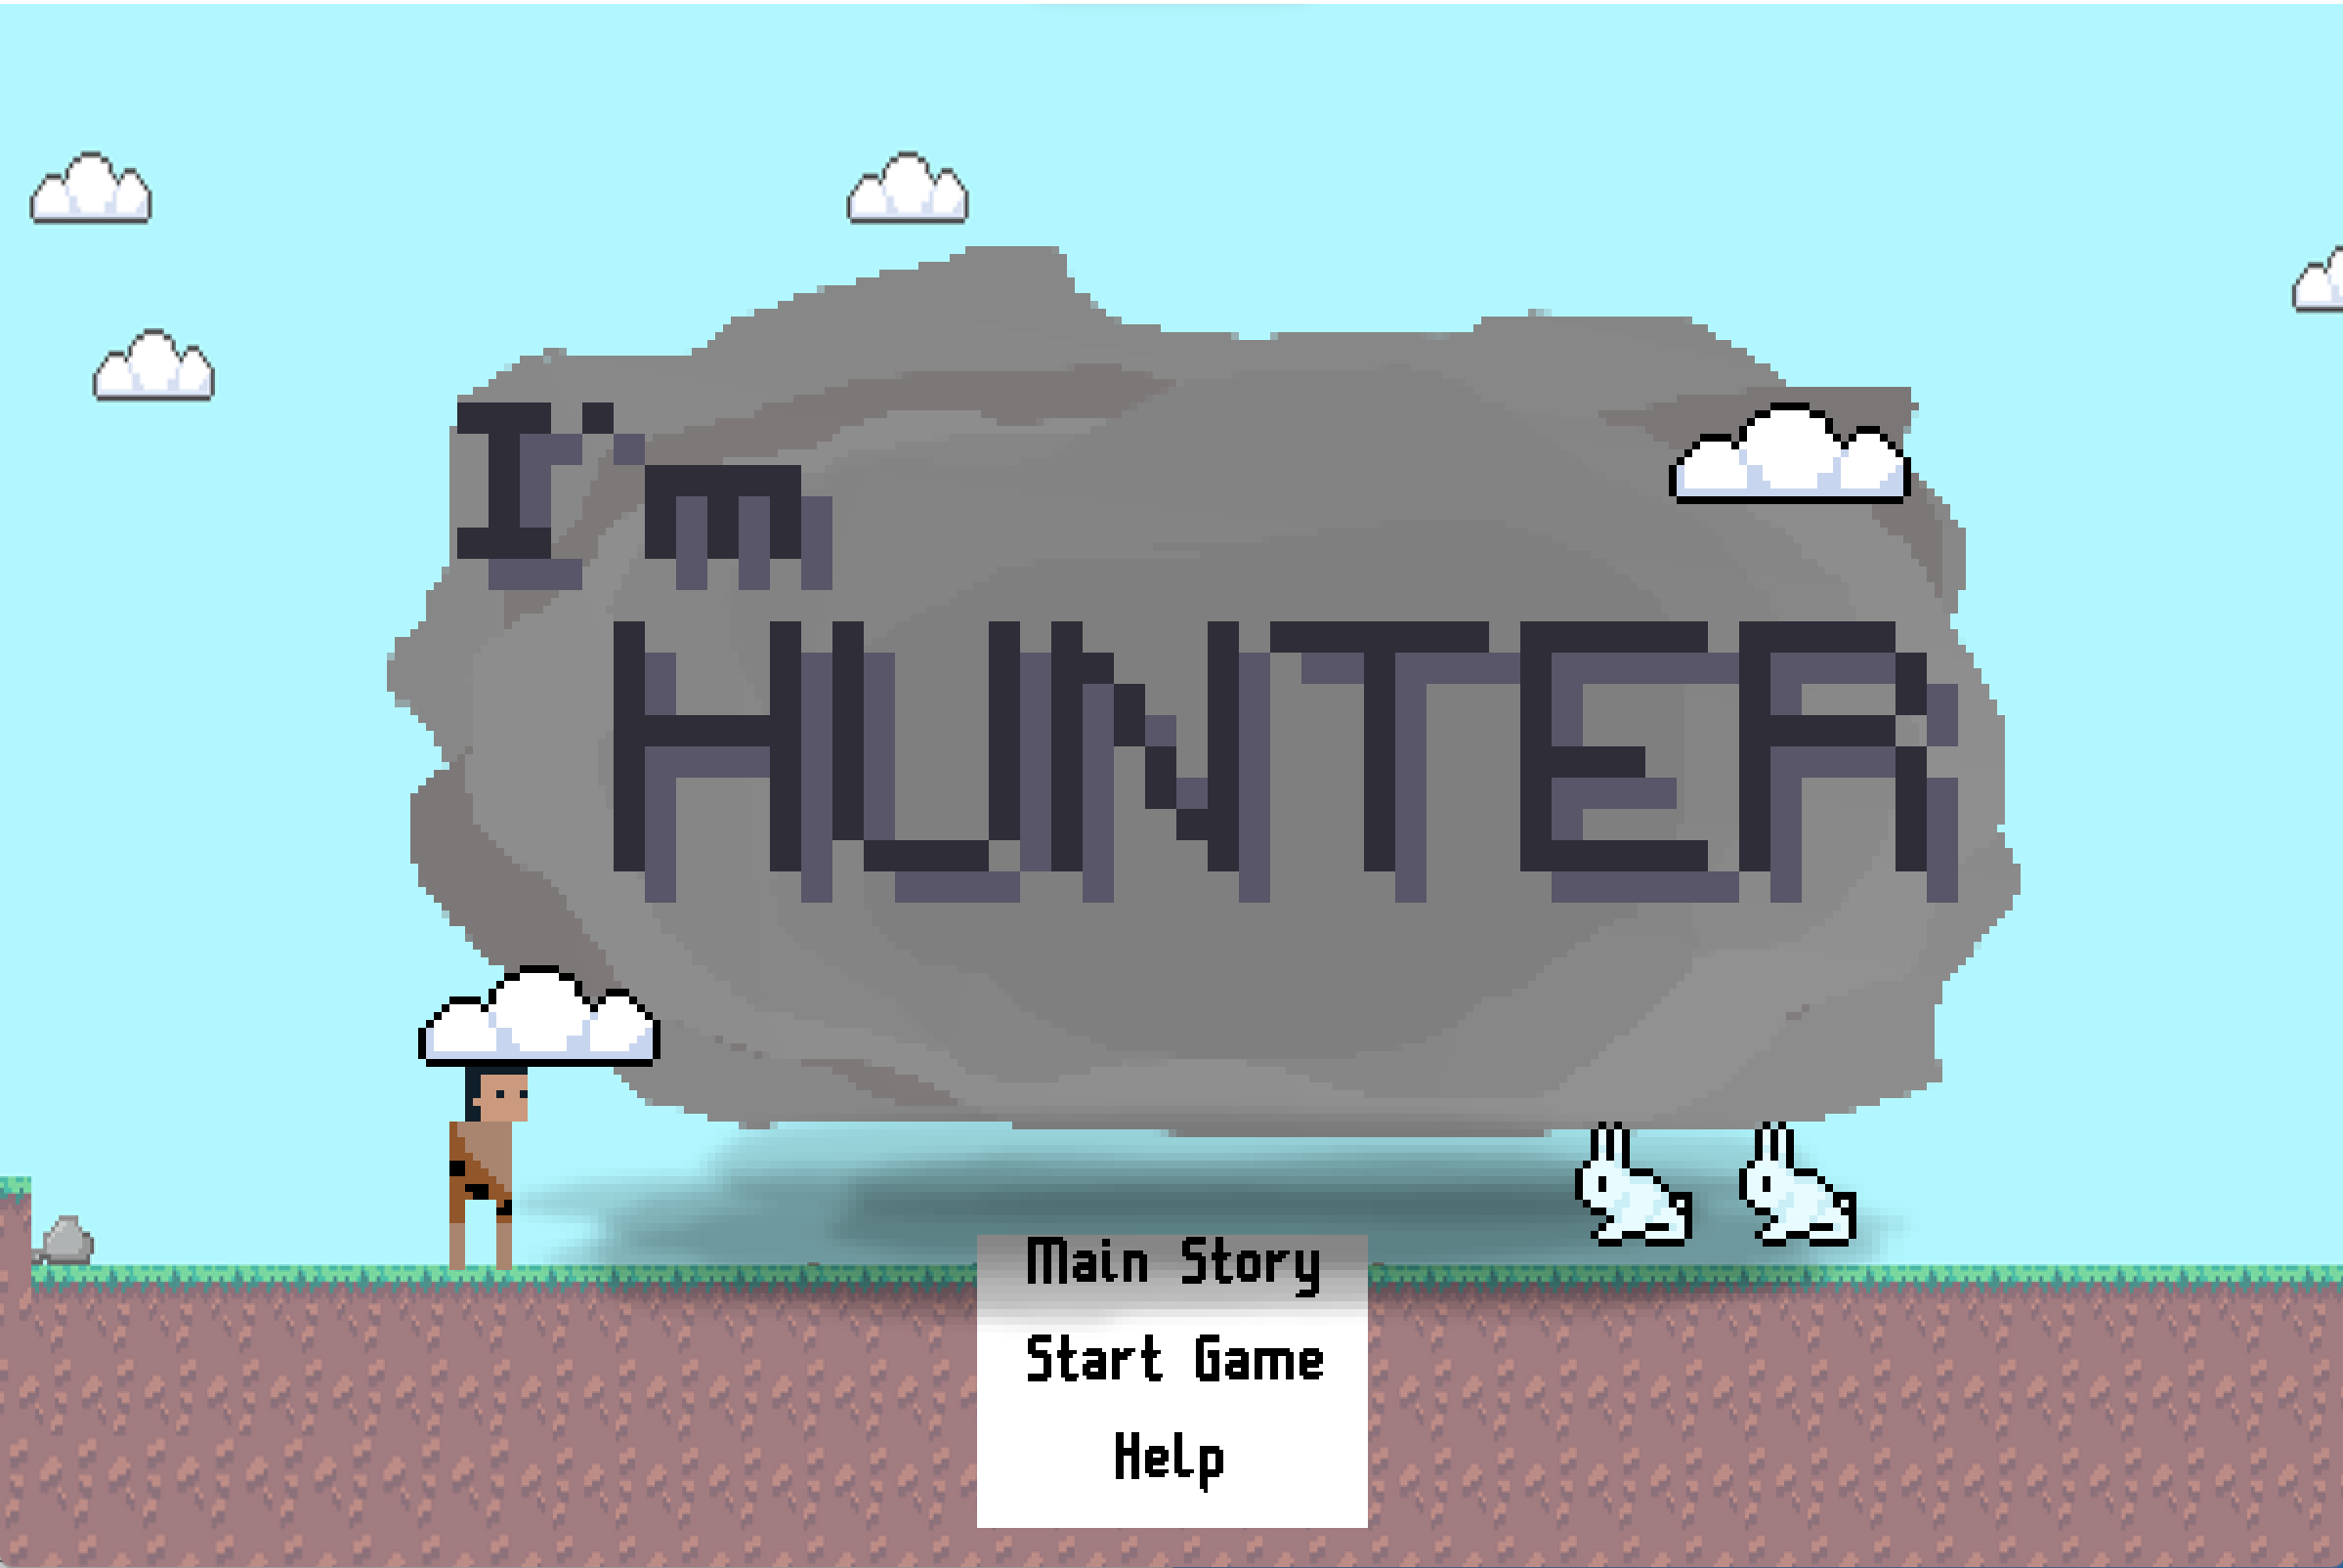 I'm
HUNTER
Main Story
Start Game
Help